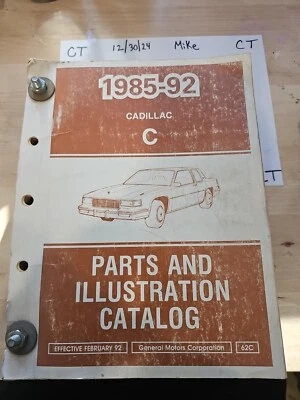 CT 12/30/24 Mike CT
1985-92
CADILLAC
C
CT
PARTS AND
ILLUSTRATION
CATALOG
EFFECTIVE FEBRUARY 92 General Motors Corporation 62C